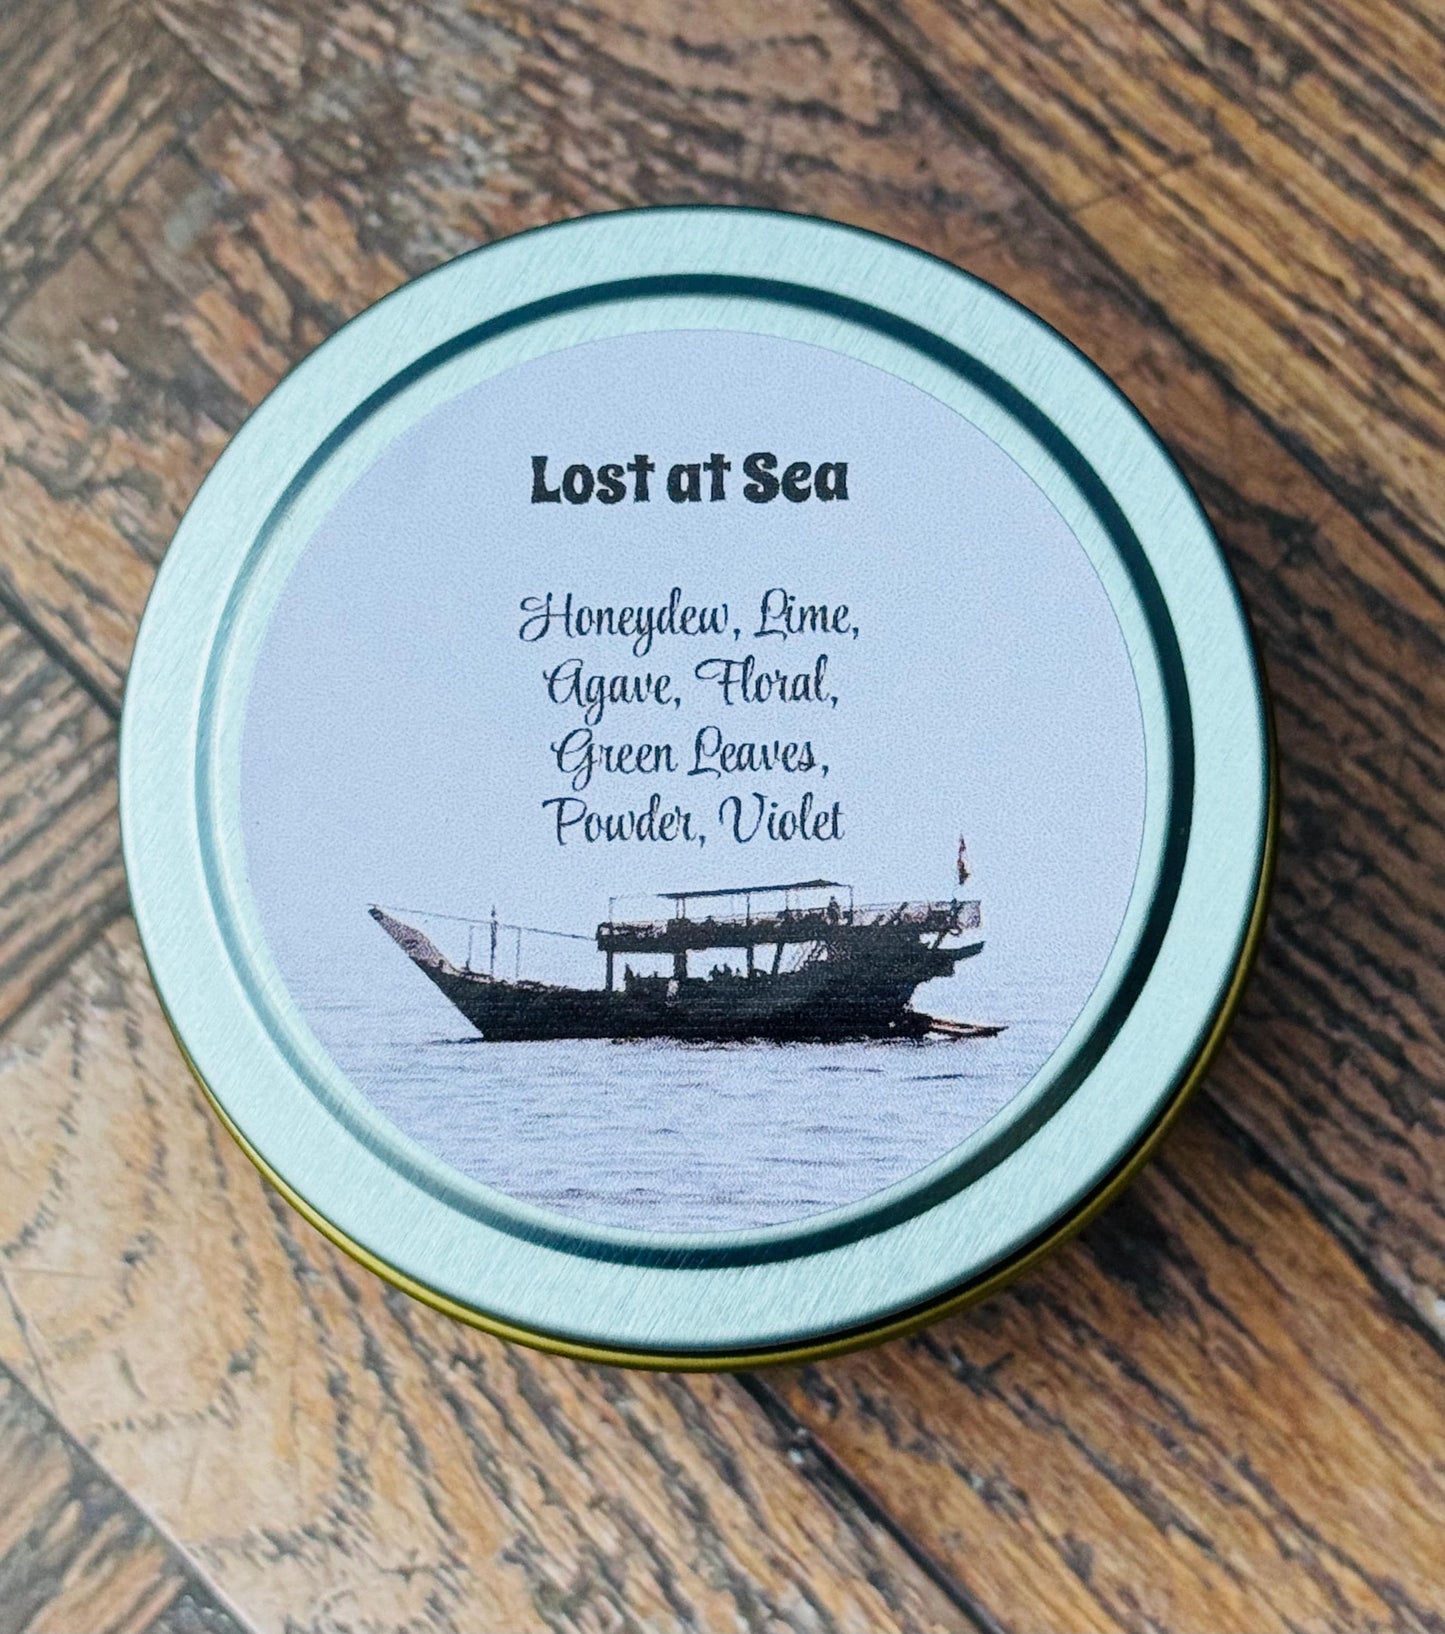 Lost at Sea
Honeydew, Lime,
Agave, Floral,
Green Leaves,
Powder, Violet